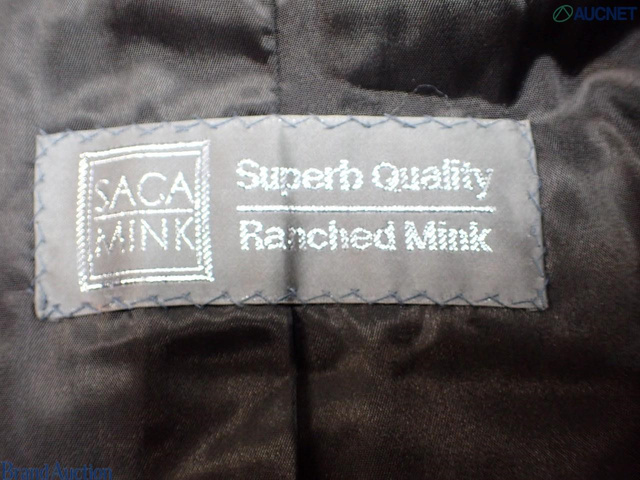 AUCNET
SAGA
MINK
Superb Quality
Ranched Mink
Brand Auction